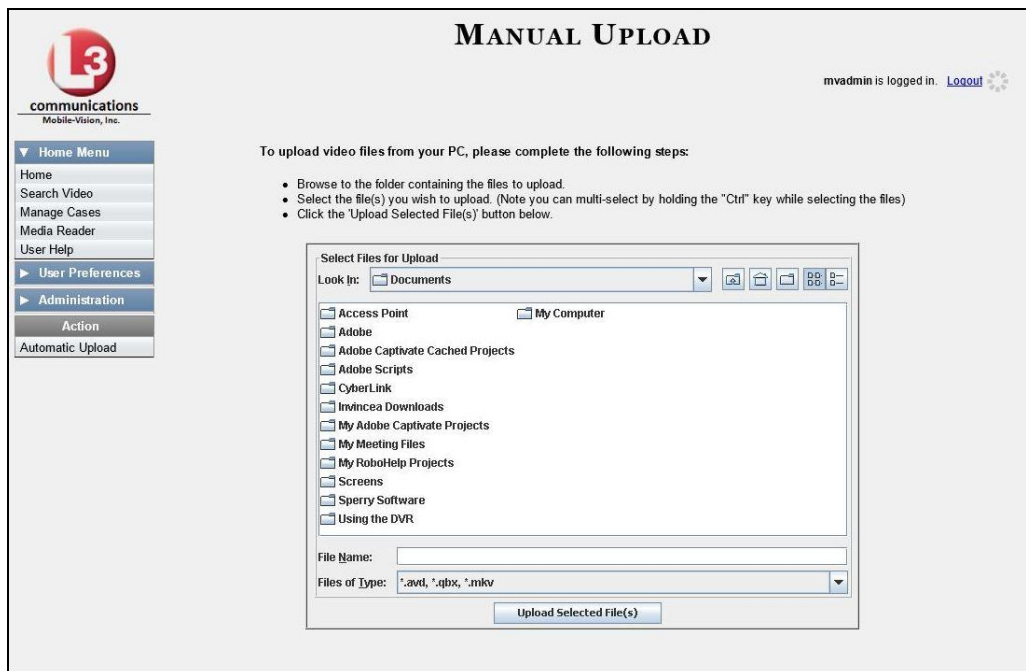 MANUAL UPLOAD
L3
communications
Mobile-Vision, Inc.
mvadmin is logged in. Logout
Home Menu
Home
Search Video
Manage Cases
Media Reader
User Help
User Preferences
Administration
Action
Automatic Upload
To upload video files from your PC, please complete the following steps:
• Browse to the folder containing the files to upload.
• Select the file(s) you wish to upload. (Note you can multi-select by holding the "Ctrl" key while selecting the files)
• Click the 'Upload Selected File(s)' button below.
Select Files for Upload
Look In: Documents
Access Point
Adobe
Adobe Captivate Cached Projects
Adobe Scripts
CyberLink
Invincea Downloads
My Adobe Captivate Projects
My Meeting Files
My RoboHelp Projects
Screens
Sperry Software
Using the DVR
My Computer
File Name:
Files of Type: *.avd, *.qbx, *.mkv
Upload Selected File(s)